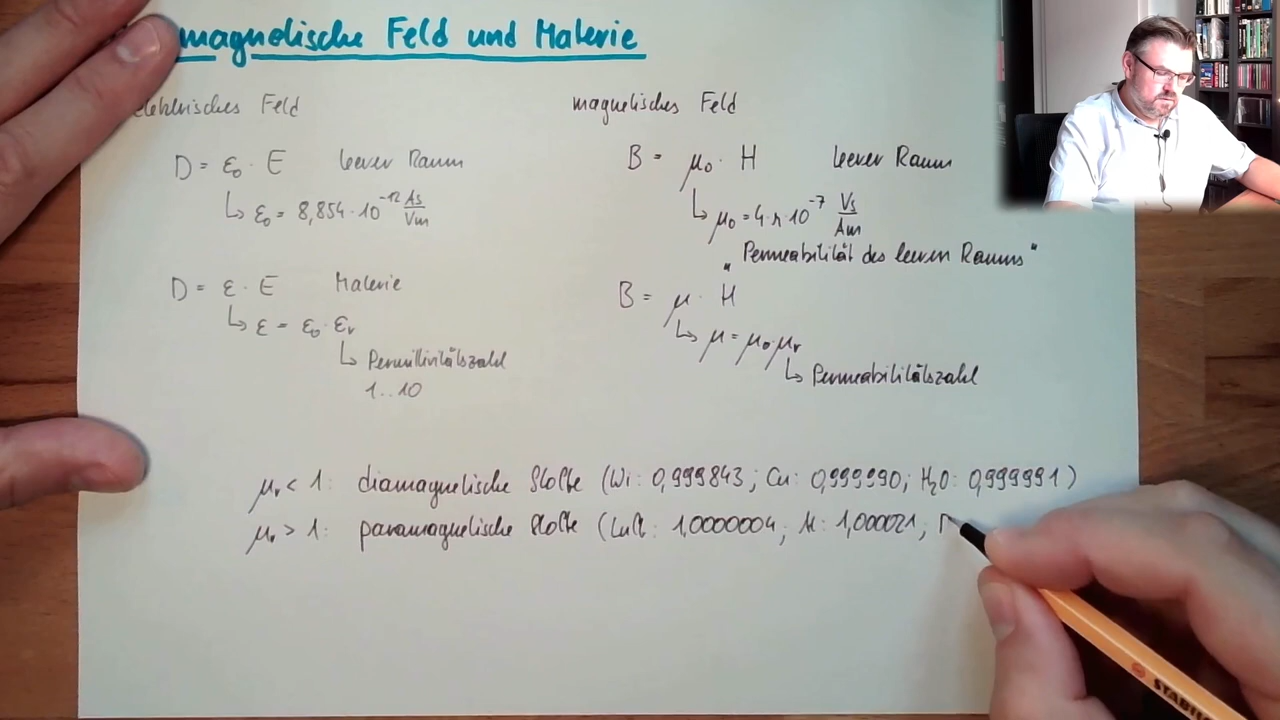 magnetische Feld und Materie
elektrisches Feld
magnetisches Feld
D = ε₀ · E leerer Raum
B = μ₀ · H leerer Raum
↳ ε₀ = 8,854 · 10⁻¹² As/Vm
↳ μ₀ = 4 · π · 10⁻⁷ Vs/Am
"Permeabilität des leeren Raums"
D = ε · E Materie
B = μ · H
↳ ε = ε₀ · εᵣ
↳ μ = μ₀ · μᵣ
↳ Permittivitätszahl
↳ Permeabilitätszahl
1...10
μᵣ < 1: diamagnetische Stoffe (Wi: 0,999843; Cu: 0,999990; H₂O: 0,999991)
μᵣ > 1: paramagnetische Stoffe (Luft: 1,0000004; Al: 1,000021;